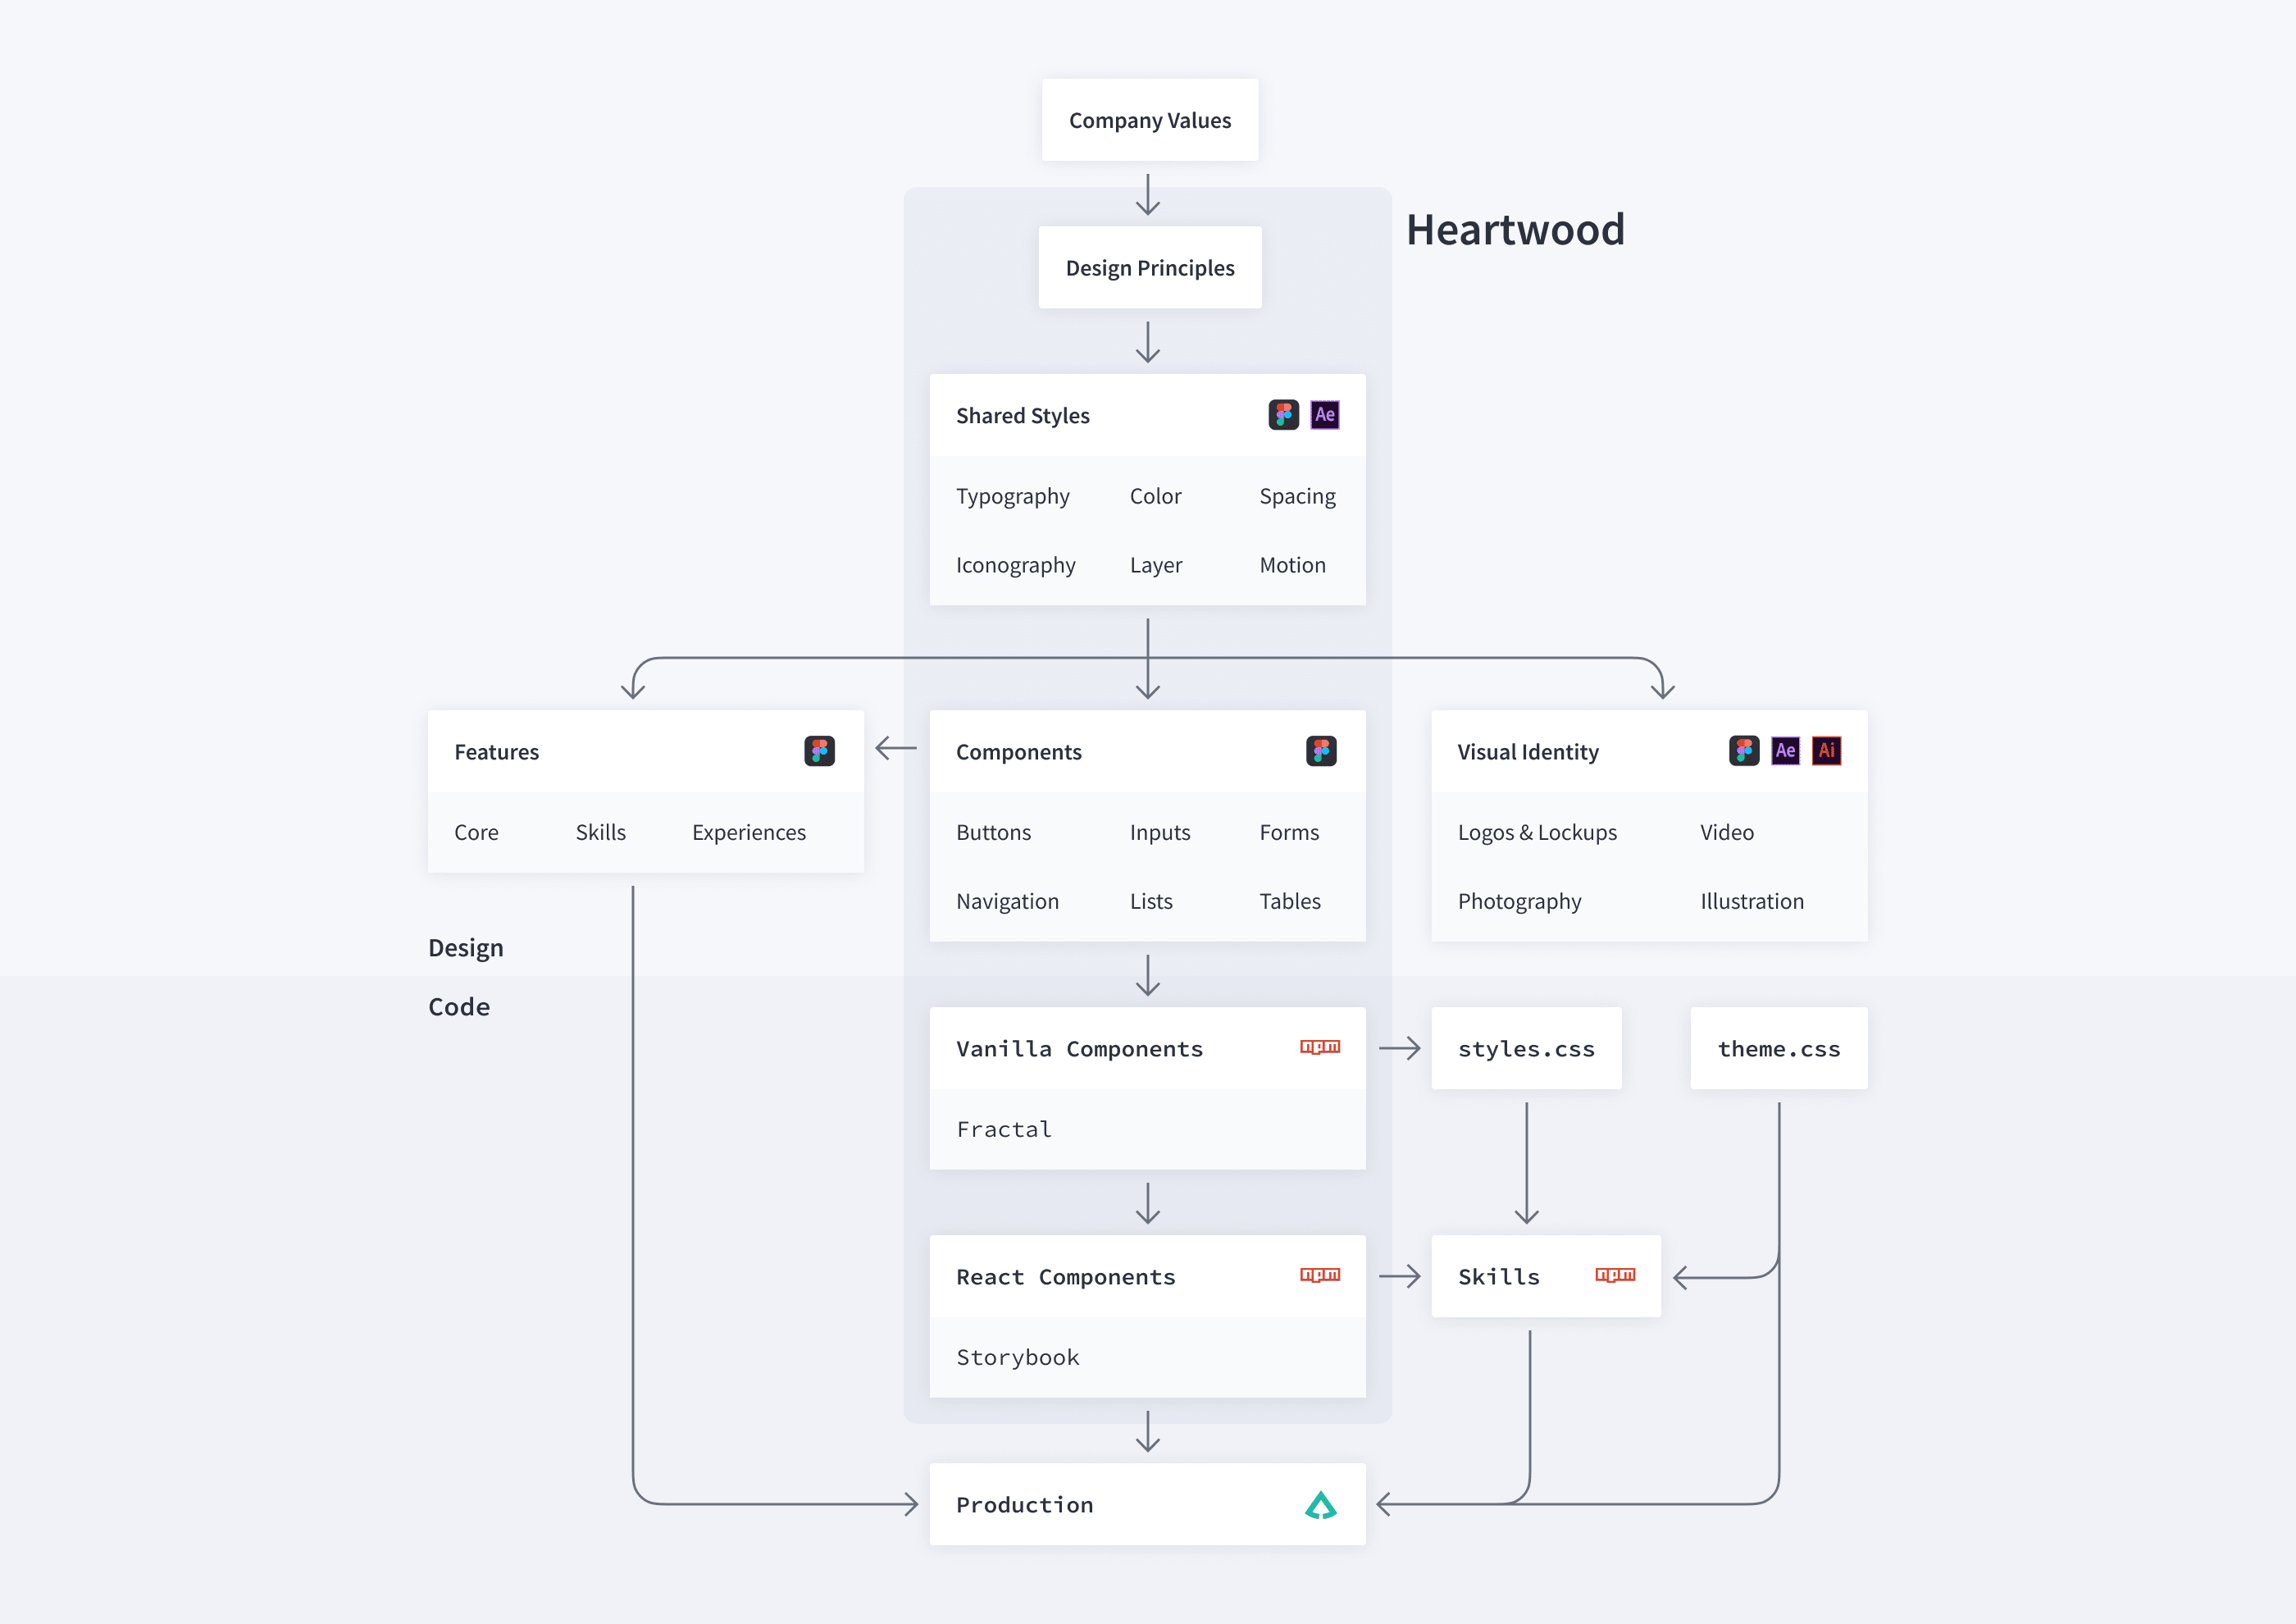 Company Values
Heartwood
Design Principles
Shared Styles Ae
Typography Color Spacing
Iconography Layer Motion
Features
Components
Visual Identity Ae Ai
Core Skills Experiences
Buttons Inputs Forms
Logos & Lockups Video
Navigation Lists Tables
Photography Illustration
Design
Code
Vanilla Components npm
styles.css
theme.css
Fractal
React Components npm
Skills npm
Storybook
Production